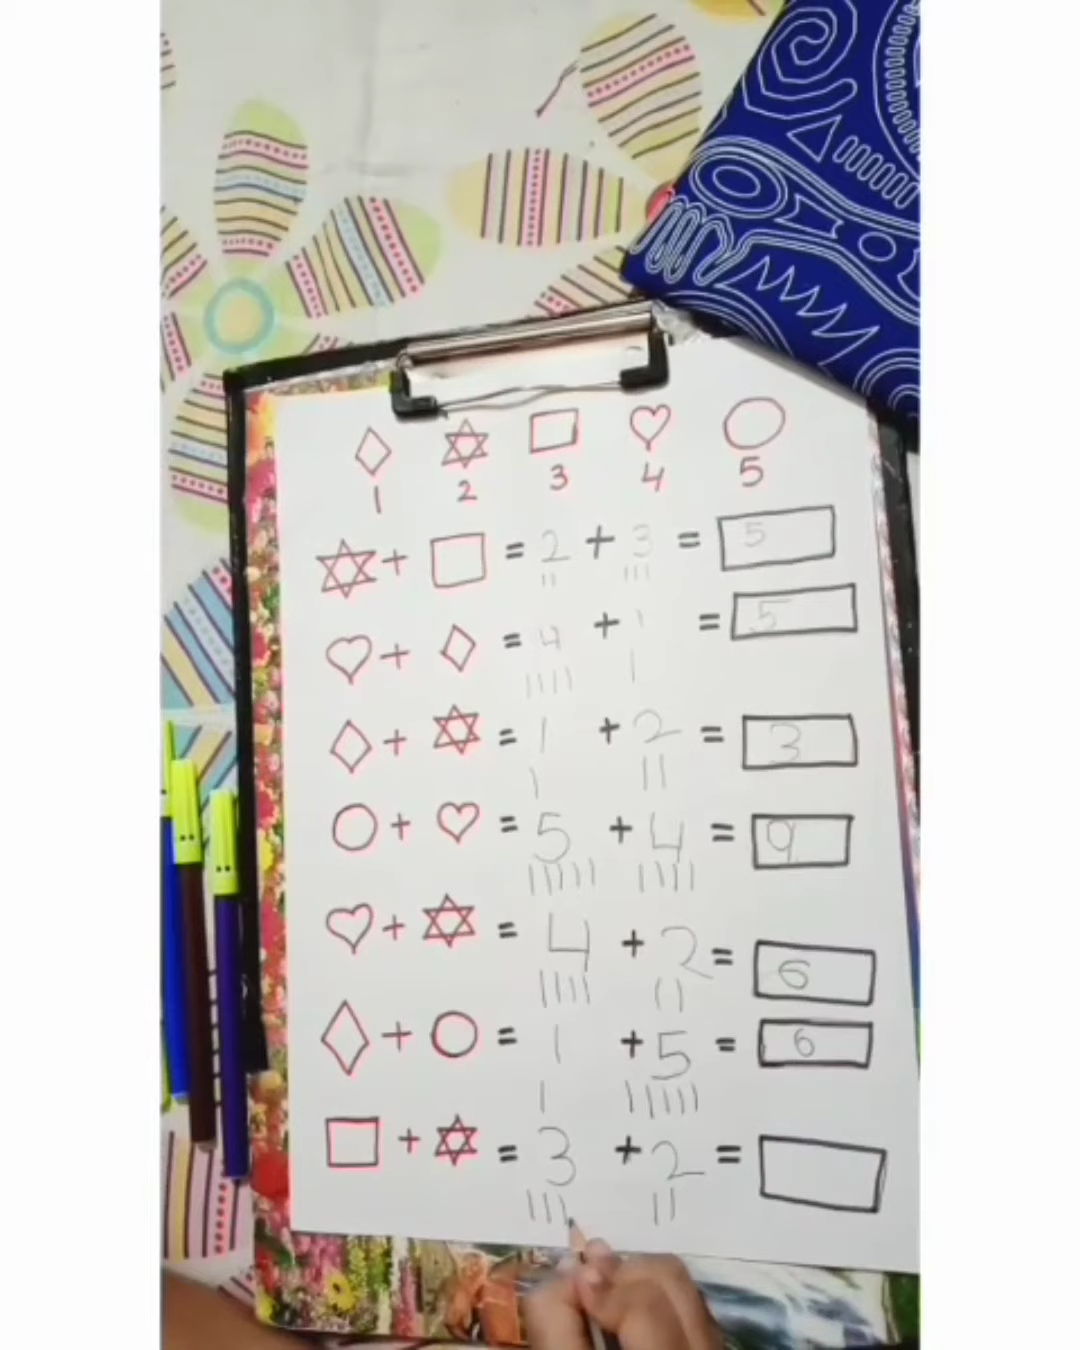 1 2 3 4 5
+ = 2 + 3 = 5
+ = 4 + 1 = 5
+ = 1 + 2 = 3
+ = 5 + 4 = 9
+ = 4 + 2 = 6
+ = 1 + 5 = 6
+ = 3 + 2 =